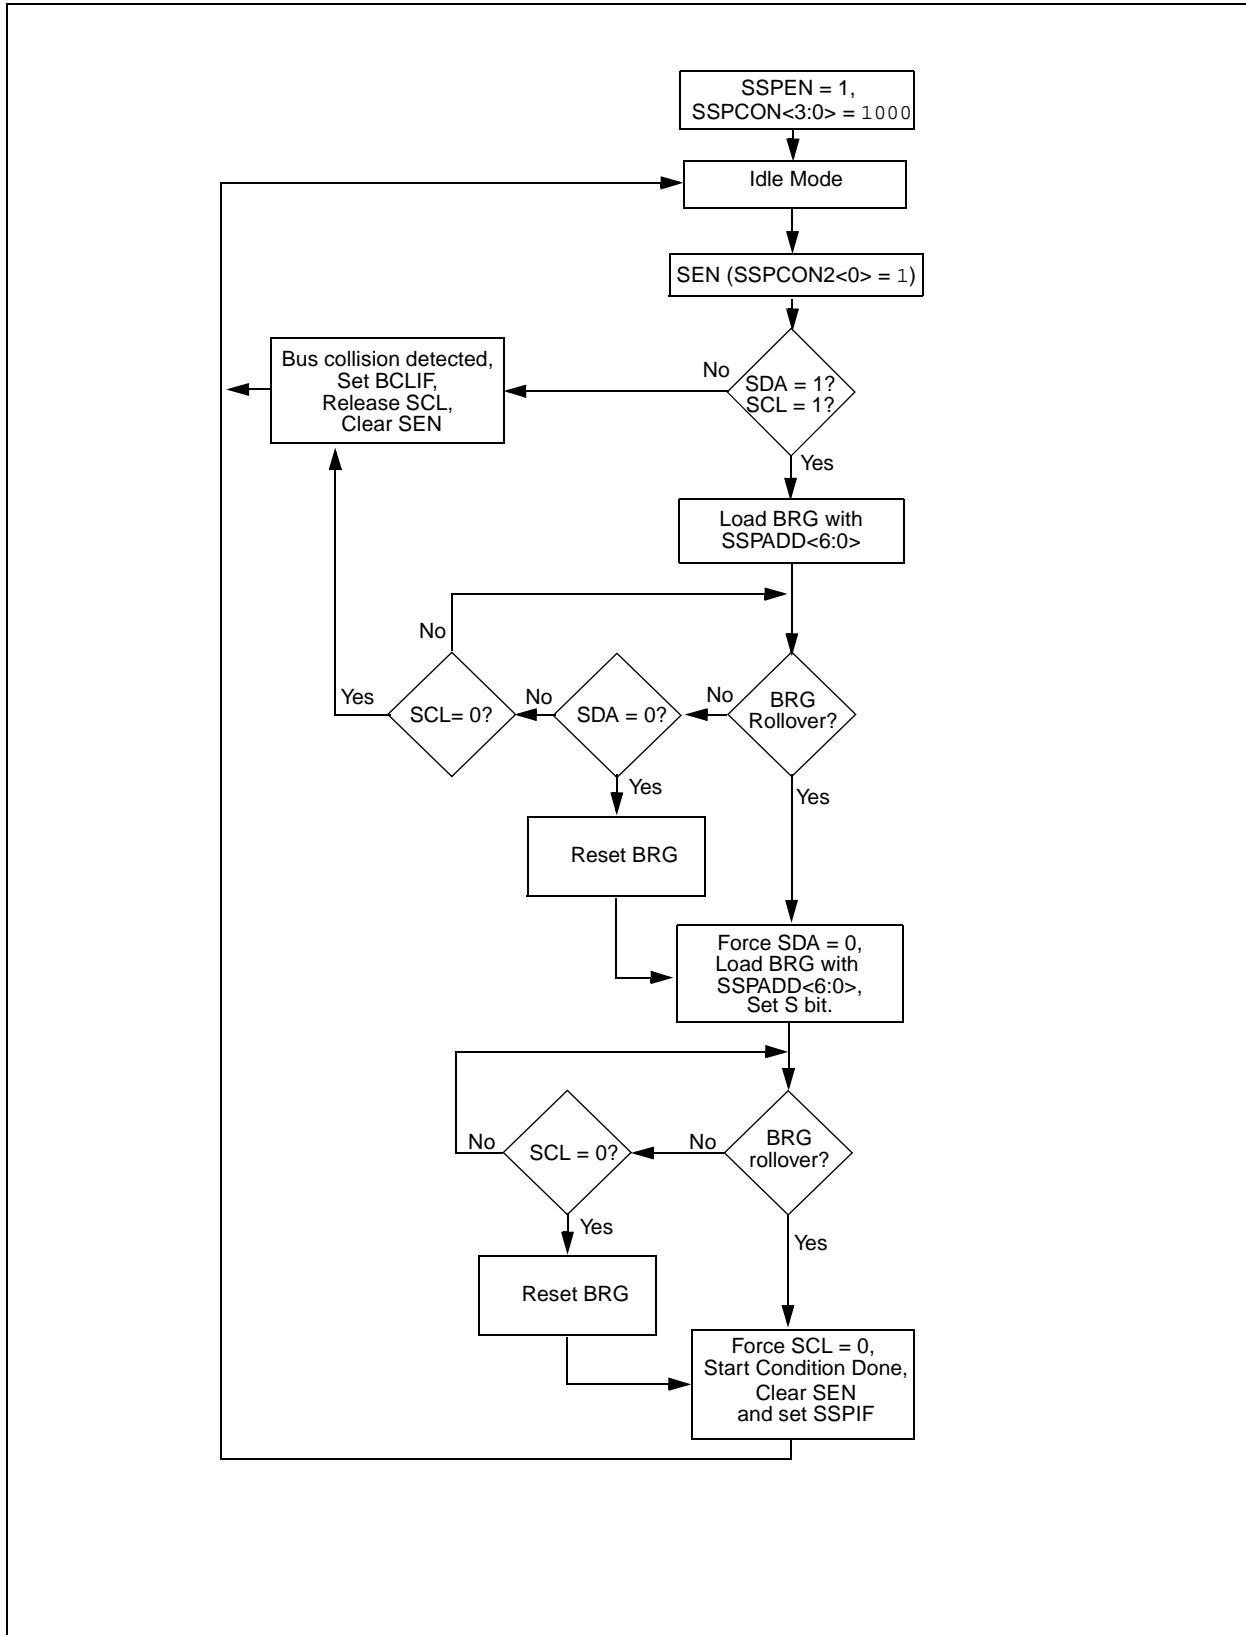 SSPEN = 1,
SSPCON<3:0> = 1000
Idle Mode
SEN (SSPCON2<0> = 1)
Bus collision detected,
Set BCLIF,
Release SCL,
Clear SEN
No
SDA = 1?
SCL = 1?
Yes
Load BRG with
SSPADD<6:0>
No
Yes
SCL= 0?
No
SDA = 0?
No
BRG
Rollover?
Yes
Yes
Reset BRG
Force SDA = 0,
Load BRG with
SSPADD<6:0>,
Set S bit.
No
SCL = 0?
No
BRG
rollover?
Yes
Yes
Reset BRG
Force SCL = 0,
Start Condition Done,
Clear SEN
and set SSPIF